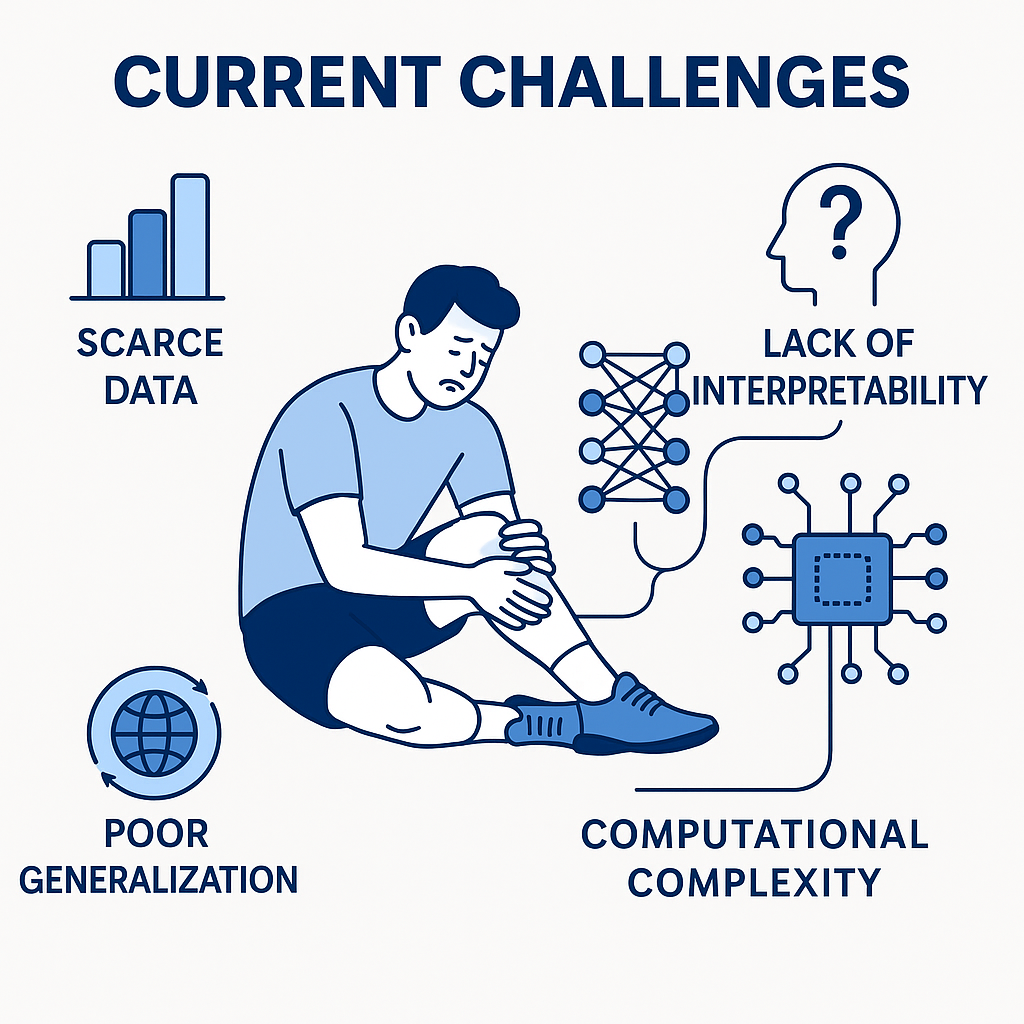 CURRENT CHALLENGES
SCARCE
DATA
?
LACK OF
INTERPRETABILITY
POOR
GENERALIZATION
COMPUTATIONAL
COMPLEXITY